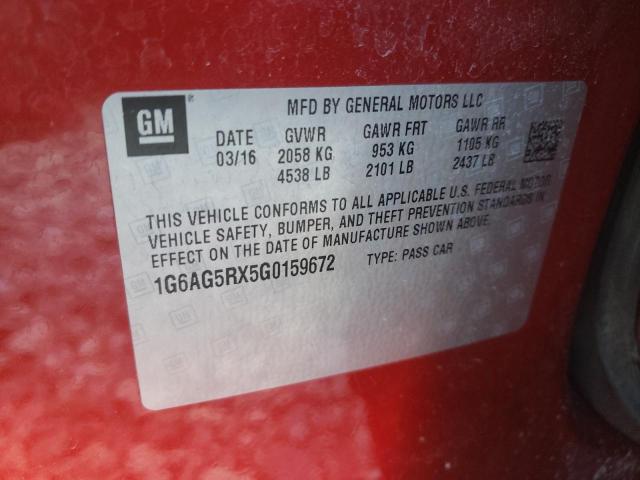 GM
MFD BY GENERAL MOTORS LLC
DATE GVWR GAWR FRT GAWR RR
03/16 2058 KG 953 KG 1105 KG
4538 LB 2101 LB 2437 LB
THIS VEHICLE CONFORMS TO ALL APPLICABLE U.S. FEDERAL MOTOR
VEHICLE SAFETY, BUMPER, AND THEFT PREVENTION STANDARDS IN
EFFECT ON THE DATE OF MANUFACTURE SHOWN ABOVE.
1G6AG5RX5G0159672 TYPE: PASS CAR